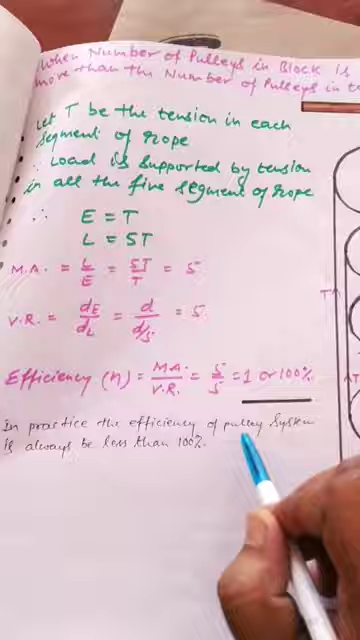 When Number of Pulleys in Block is
more than the Number of Pulleys in
Let T be the tension in each
segment of rope
∴ Load is supported by tension
in all the five segment of rope
∴ E = T
L = 5T
M.A. = L/E = 5T/T = 5
V.R. = dE/dL = d/d/5 = 5
Efficiency (η) = M.A./V.R. = 5/5 = 1 or 100%
In practice the efficiency of pulley system
is always be less than 100%.
T
T